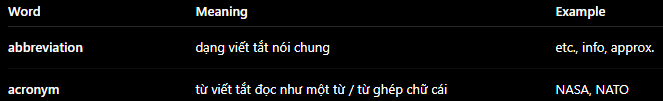 Word Meaning Example
abbreviation dạng viết tắt nói chung etc., info, approx.
acronym từ viết tắt đọc như một từ / từ ghép chữ cái NASA, NATO